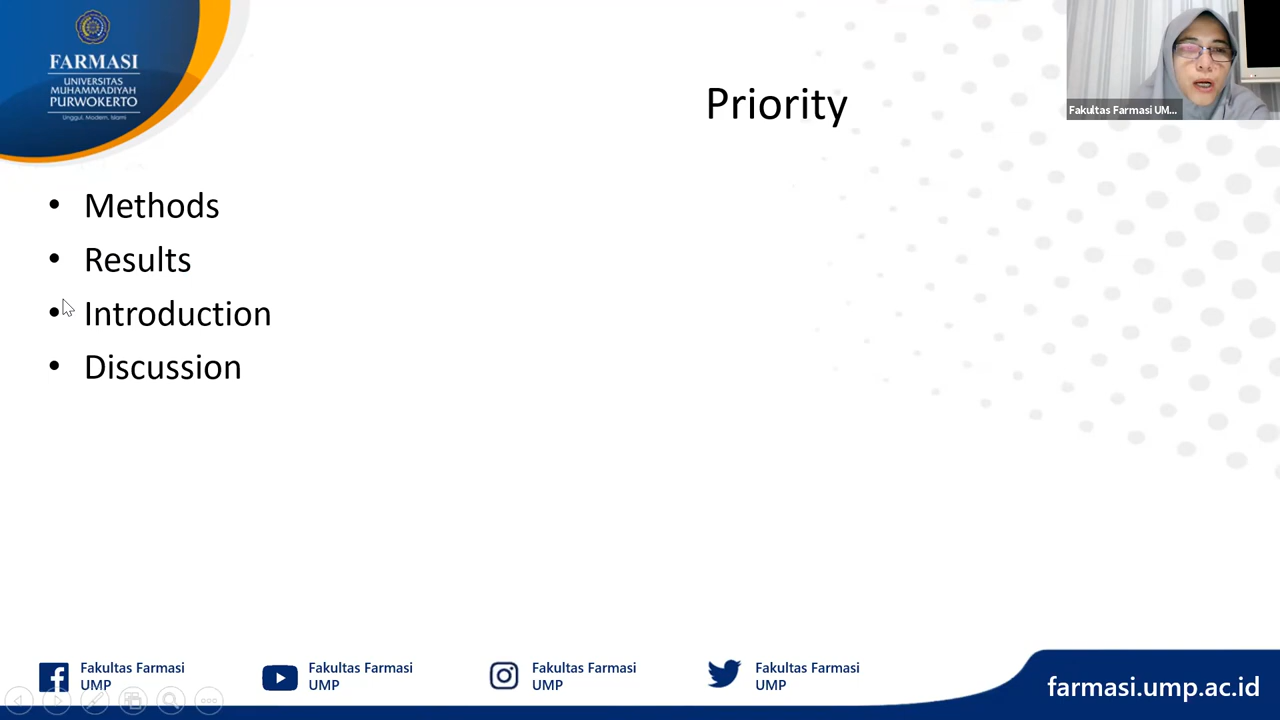 FARMASI
UNIVERSITAS
MUHAMMADIYAH
PURWOKERTO
Unggul, Modern, Islami
Priority
Fakultas Farmasi UM...
• Methods
• Results
• Introduction
• Discussion
Fakultas Farmasi
UMP
Fakultas Farmasi
UMP
Fakultas Farmasi
UMP
Fakultas Farmasi
UMP
farmasi.ump.ac.id